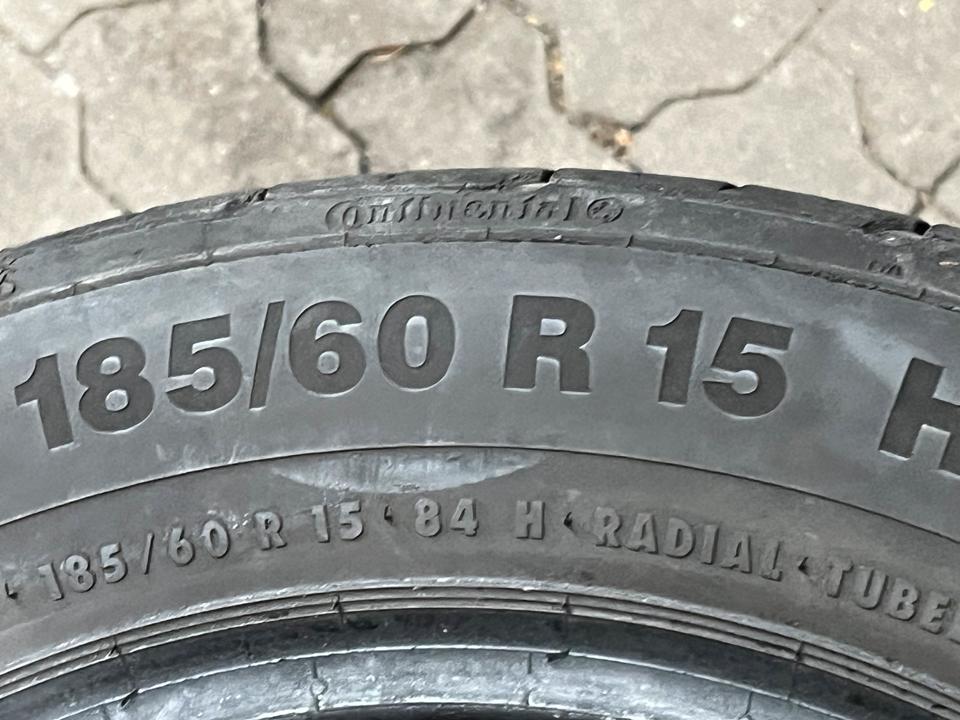 Continental
185/60 R 15 H
185/60 R 15 84 H RADIAL TUBE